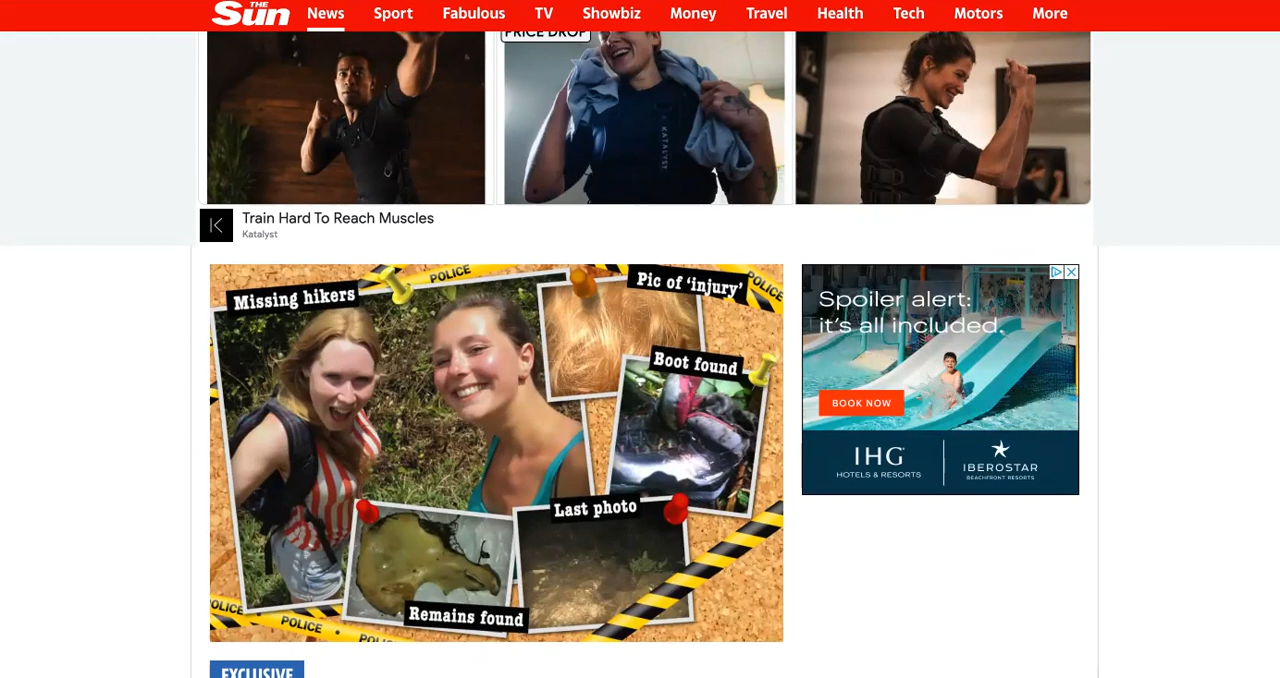 THE
Sun
News Sport Fabulous TV Showbiz Money Travel Health Tech Motors More
PRICE DROP
KATALYST
Train Hard To Reach Muscles
Katalyst
POLICE
Missing hikers
Pic of ‘injury’
POLICE
Boot found
Last photo
Remains found
POLICE
POLICE
POLICE
EXCLUSIVE
Spoiler alert:
it’s all included.
BOOK NOW
IHG
HOTELS & RESORTS
IBEROSTAR
BEACHFRONT RESORTS